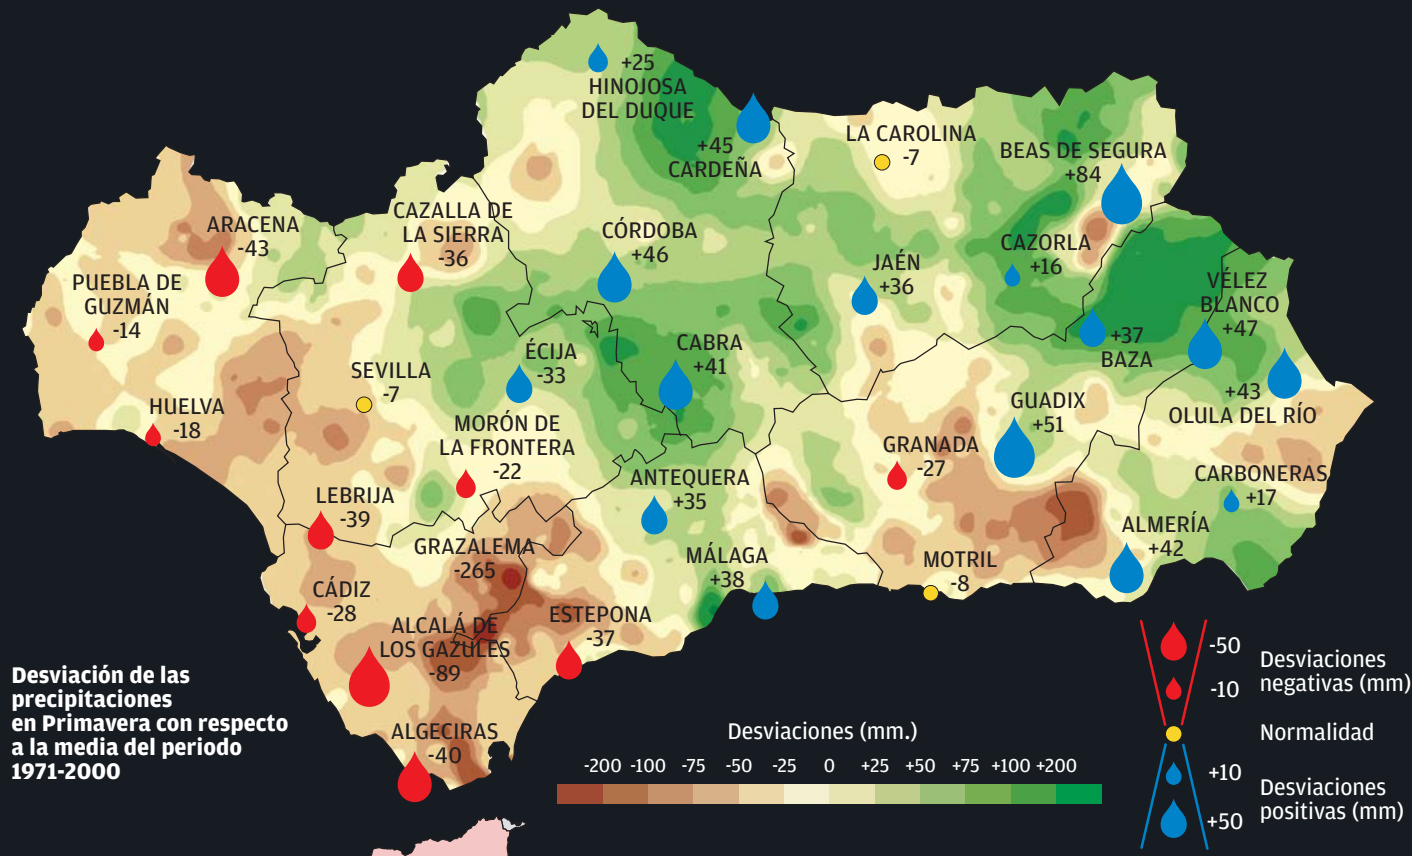 +25
HINOJOSA
DEL DUQUE
+45
CARDEÑA
LA CAROLINA
-7
BEAS DE SEGURA
+84
ARACENA
-43
CAZALLA DE
LA SIERRA
-36
CÓRDOBA
+46
JAÉN
+36
CAZORLA
+16
PUEBLA DE
GUZMÁN
-14
VÉLEZ
BLANCO
+47
SEVILLA
-7
ÉCIJA
-33
CABRA
+41
+37
BAZA
HUELVA
-18
MORÓN DE
LA FRONTERA
-22
GUADIX
+51
+43
OLULA DEL RÍO
GRANADA
-27
ANTEQUERA
+35
CARBONERAS
+17
LEBRIJA
-39
ALMERÍA
+42
GRAZALEMA
-265
MÁLAGA
+38
MOTRIL
-8
CÁDIZ
-28
ALCALÁ DE
LOS GAZULES
-89
ESTEPONA
-37
ALGECIRAS
-40
Desviación de las
precipitaciones
en Primavera con respecto
a la media del periodo
1971-2000
Desviaciones (mm.)
-200 -100 -75 -50 -25 0 +25 +50 +75 +100 +200
-50
-10
Desviaciones
negativas (mm)
Normalidad
+10
+50
Desviaciones
positivas (mm)